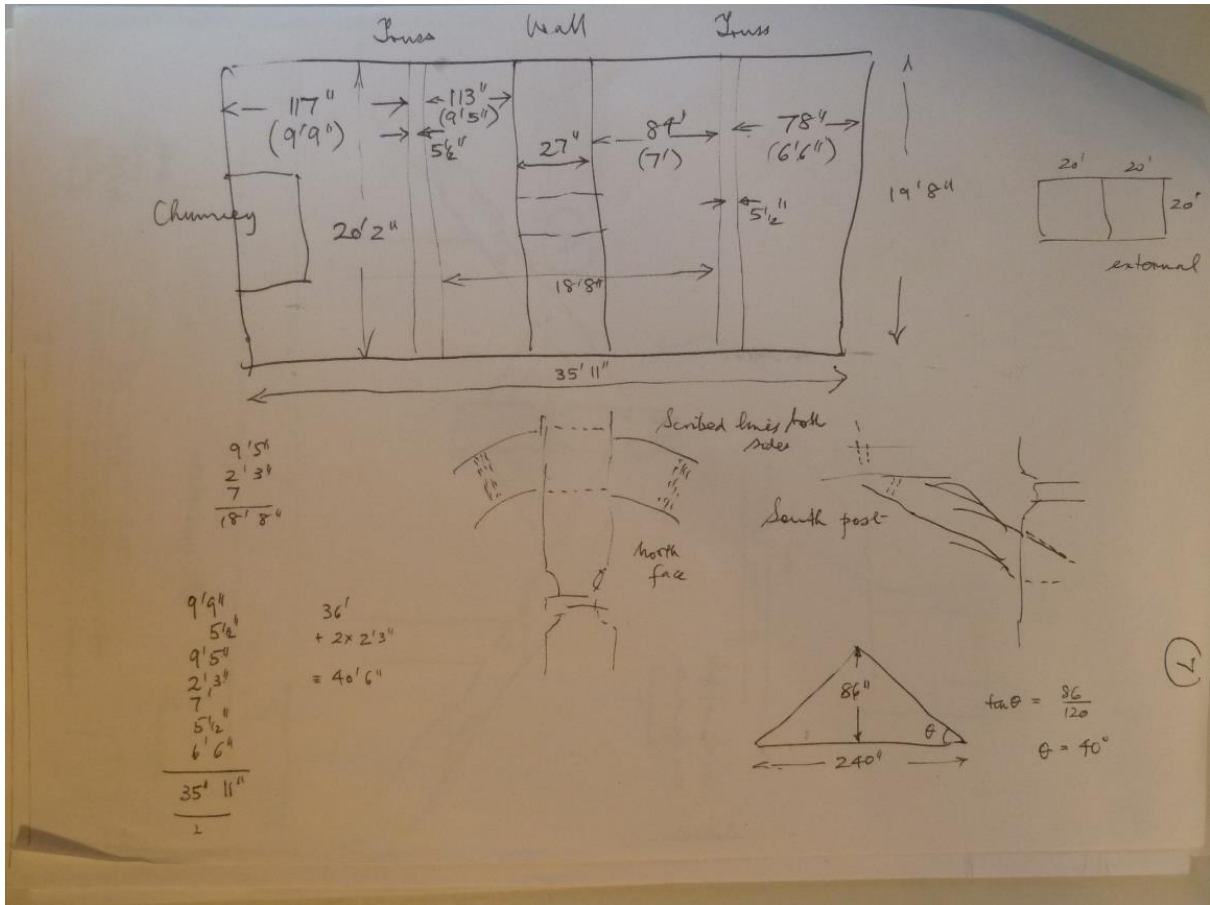 Truss Wall Truss
117" 113" 84' 78"
(9'9") (9'5") (7') (6'6")
5½" 27" 5½"
Chimney 20'2" 18'8" 19'8"
35'11"
20' 20'
20'
external
9'5"
2'3"
7
18'8"
Scribed lines both
sides
north
face
South post
9'9"
5½"
9'5"
2'3"
7'
5½"
6'6"
35' 11"
2
36'
+ 2 x 2'3"
= 40'6"
86"
θ
240"
tan θ = 86/120
θ = 40°